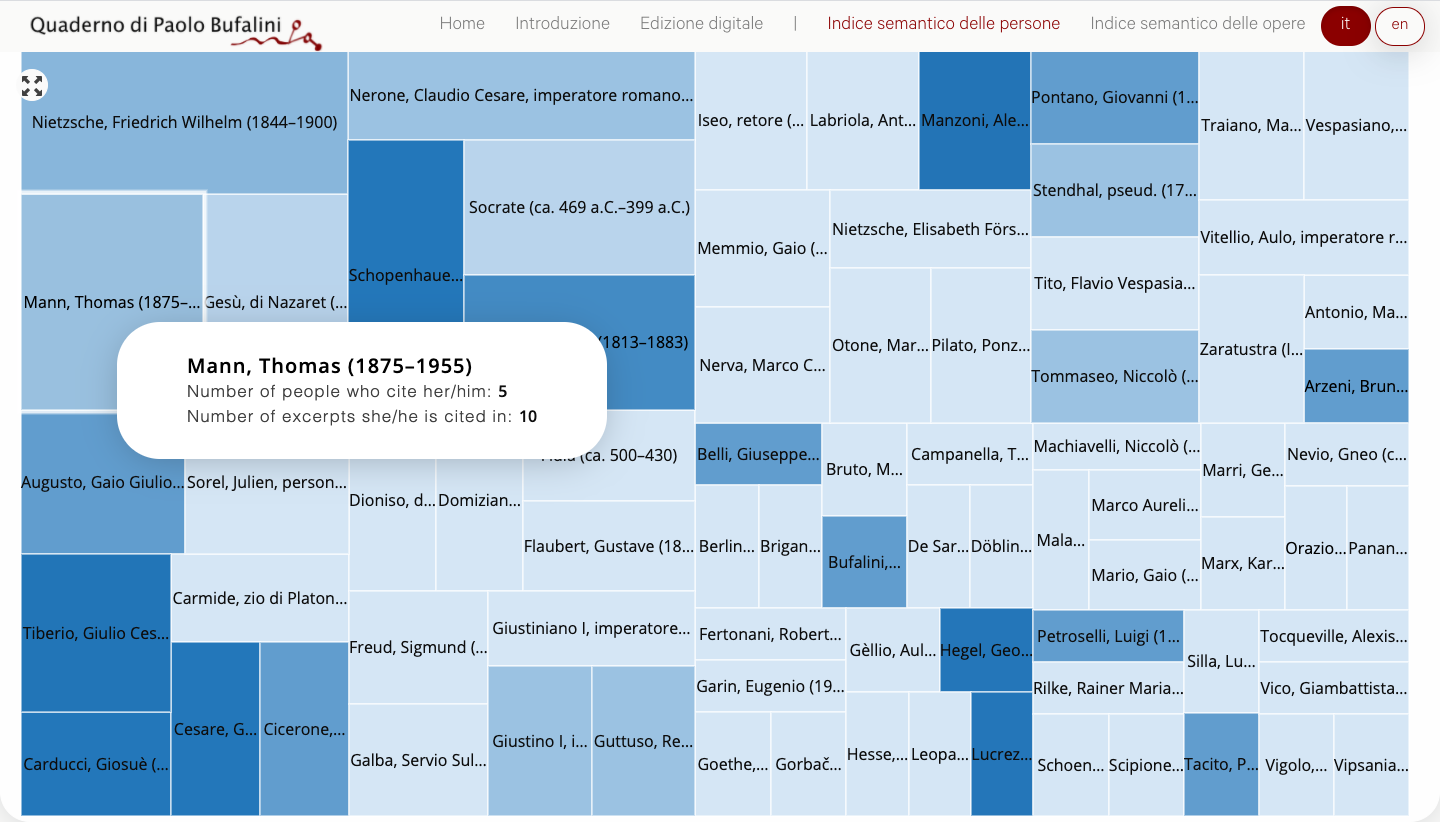 Quaderno di Paolo Bufalini
Home Introduzione Edizione digitale | Indice semantico delle persone Indice semantico delle opere it en
Nietzsche, Friedrich Wilhelm (1844–1900)
Nerone, Claudio Cesare, imperatore romano...
Iseo, retore (...
Labriola, Ant...
Manzoni, Ale...
Pontano, Giovanni (1...
Traiano, Ma...
Vespasiano,...
Stendhal, pseud. (17...
Socrate (ca. 469 a.C.–399 a.C.)
Schopenhaue...
Memmio, Gaio (...
Nietzsche, Elisabeth Förs...
Vitellio, Aulo, imperatore r...
Tito, Flavio Vespasia...
Mann, Thomas (1875–...
Gesù, di Nazaret (...
Antonio, Ma...
(1813–1883)
Nerva, Marco C...
Otone, Mar...
Pilato, Ponz...
Zaratustra (l...
Tommaseo, Niccolò (...
Arzeni, Brun...
Mann, Thomas (1875–1955)
Number of people who cite her/him: 5
Number of excerpts she/he is cited in: 10
(ca. 500–430)
Augusto, Gaio Giulio...
Sorel, Julien, person...
Dioniso, d...
Domizian...
Flaubert, Gustave (18...
Belli, Giuseppe...
Bruto, M...
Campanella, T...
Machiavelli, Niccolò (...
Marri, Ge...
Nevio, Gneo (c...
Berlin...
Brigan...
Bufalini,...
De Sar...
Döblin...
Mala...
Marco Aureli...
Mario, Gaio (...
Marx, Kar...
Orazio...
Panan...
Tiberio, Giulio Ces...
Carmide, zio di Platon...
Freud, Sigmund (...
Giustiniano I, imperatore...
Fertonani, Robert...
Gèllio, Aul...
Hegel, Geo...
Petroselli, Luigi (1...
Silla, Lu...
Tocqueville, Alexis...
Garin, Eugenio (19...
Rilke, Rainer Maria...
Vico, Giambattista...
Carducci, Giosuè (...
Cesare, G...
Cicerone,...
Galba, Servio Sul...
Giustino I, i...
Guttuso, Re...
Goethe,...
Gorbač...
Hesse,...
Leopa...
Lucrez...
Schoen...
Scipione...
Tacito, P...
Vigolo,...
Vipsania...